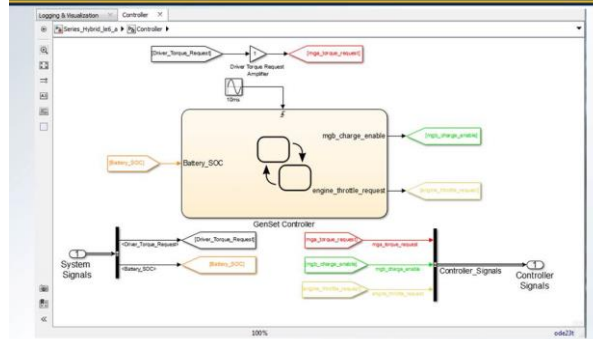 Logging & Visualization
Controller
Series_Hybrid_le6_a
Controller
[Driver_Torque_Request]
1
[mga_torque_request]
Driver Torque Request
Amplifier
10ms
mgb_charge_enable
[mgb_charge_enable]
[Battery_SOC]
Battery_SOC
engine_throttle_request
[engine_throttle_request]
GenSet Controller
1
System
Signals
<Driver_Torque_Request>
[Driver_Torque_Request]
<Battery_SOC>
[Battery_SOC]
[mga_torque_request]
mga_torque_request
[mgb_charge_enable]
mgb_charge_enable
[engine_throttle_request]
engine_throttle_request
Controller_Signals
1
Controller
Signals
100%
ode23t